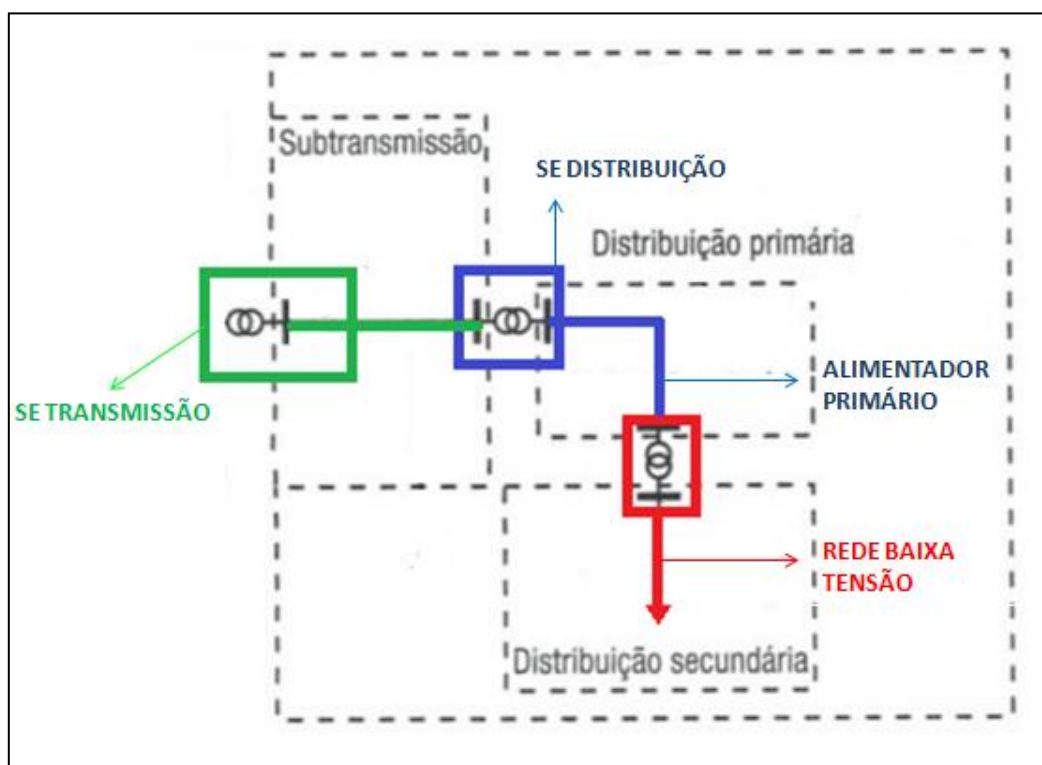 Subtransmissão
SE DISTRIBUIÇÃO
Distribuição primária
SE TRANSMISSÃO
ALIMENTADOR
PRIMÁRIO
REDE BAIXA
TENSÃO
Distribuição secundária